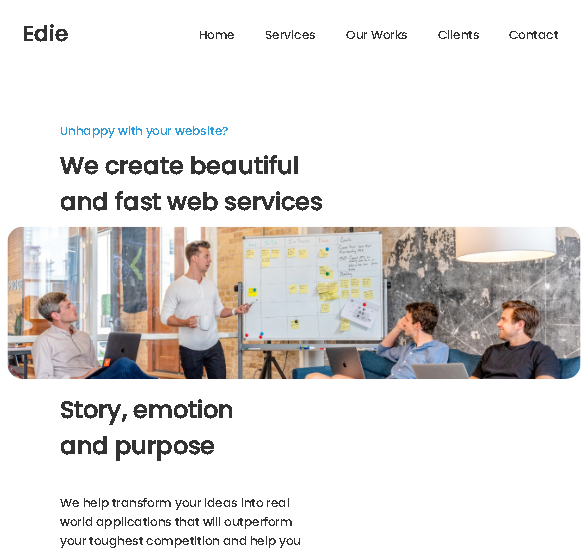 Edie
Home Services Our Works Clients Contact
Unhappy with your website?
We create beautiful
and fast web services
Story, emotion
and purpose
We help transform your ideas into real
world applications that will outperform
your toughest competition and help you